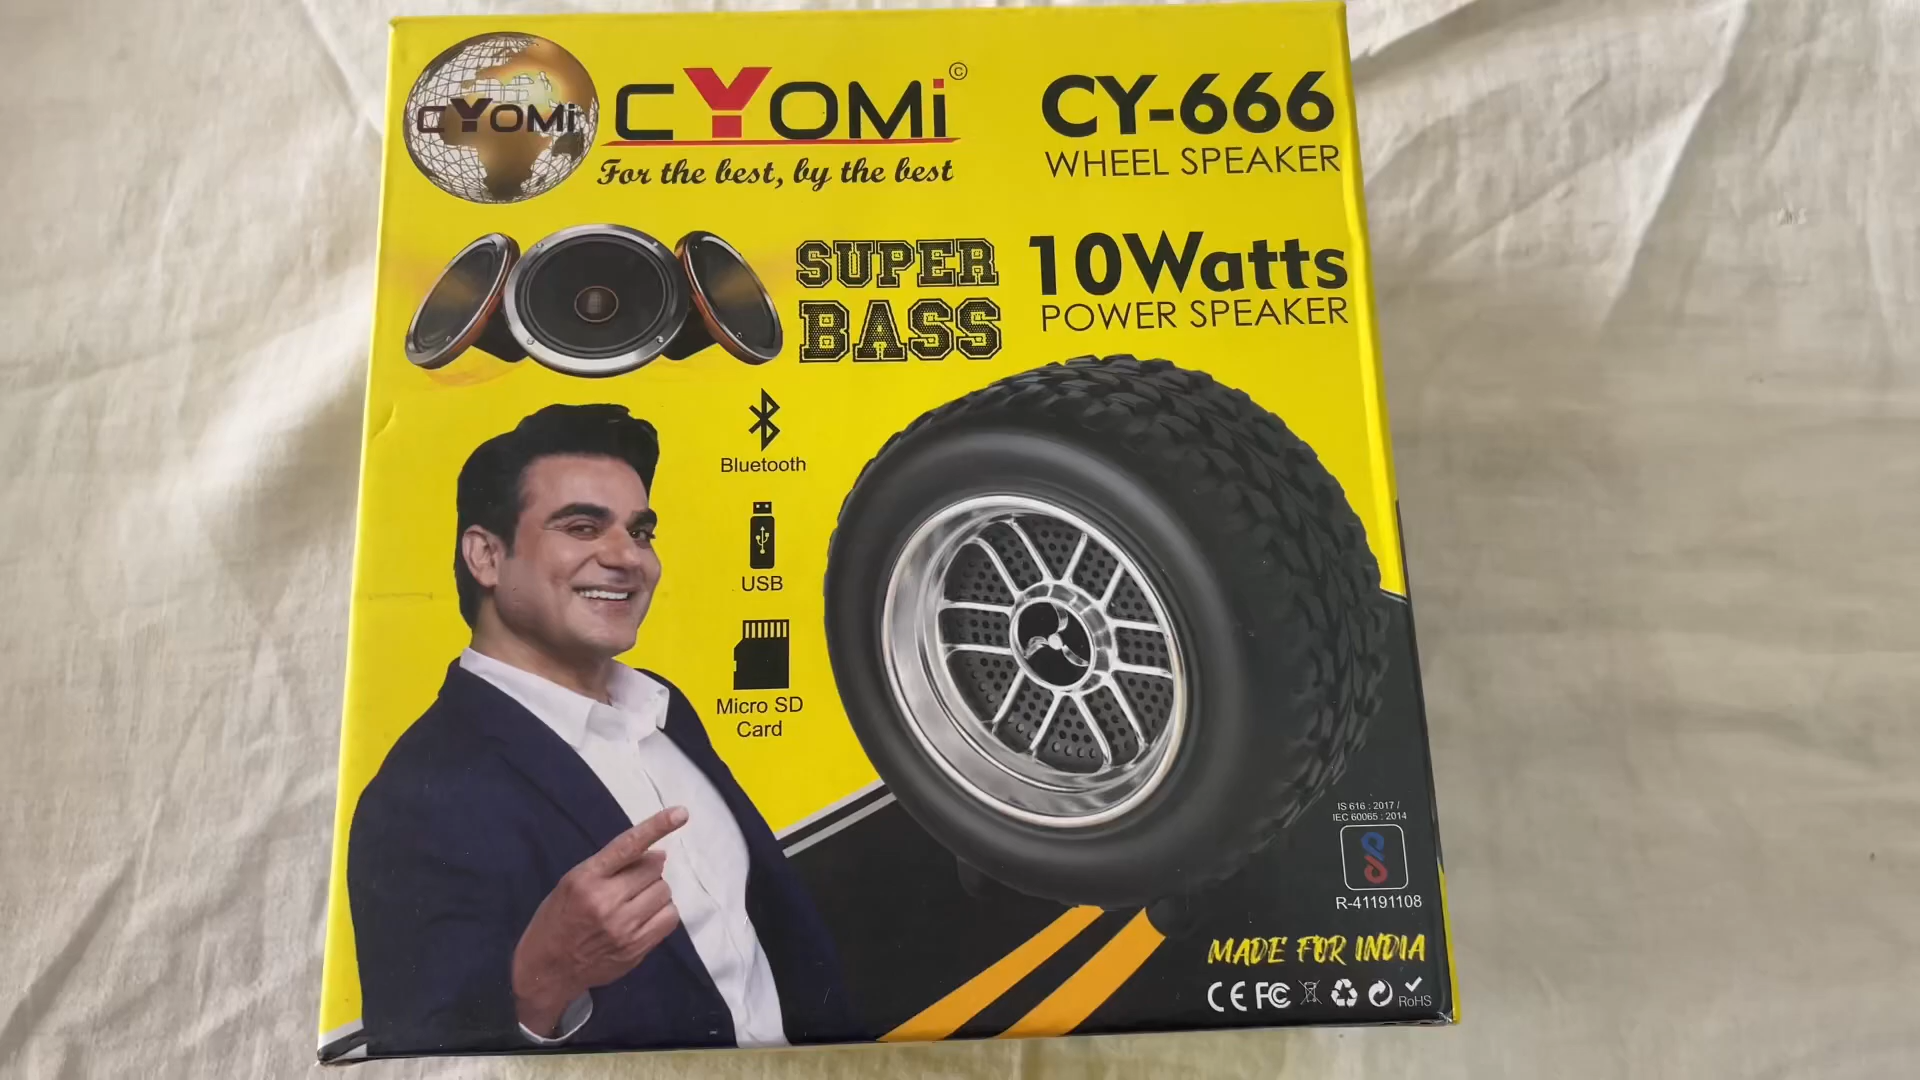 CYOMi
CYOMi ©
For the best, by the best
CY-666
WHEEL SPEAKER
SUPER
BASS
10Watts
POWER SPEAKER
Bluetooth
USB
Micro SD
Card
IS 616 : 2017 /
IEC 60065 : 2014
R-41191108
MADE FOR INDIA
CE FC RoHS